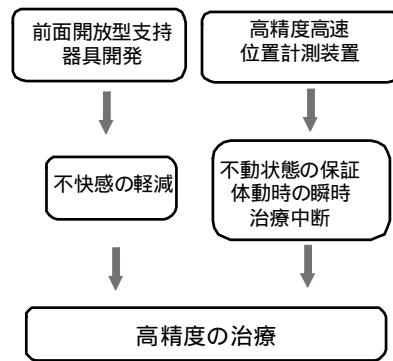 前面開放型支持
器具開発
高精度高速
位置計測装置
不快感の軽減
不動状態の保証
体動時の瞬時
治療中断
高精度の治療